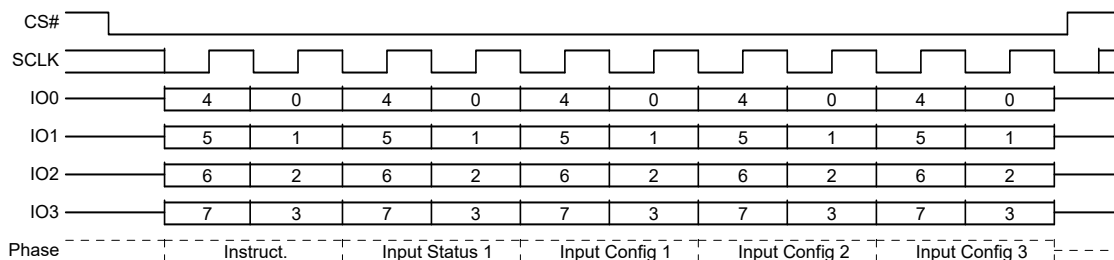 CS#
SCLK
IO0 4 0 4 0 4 0 4 0 4 0
IO1 5 1 5 1 5 1 5 1 5 1
IO2 6 2 6 2 6 2 6 2 6 2
IO3 7 3 7 3 7 3 7 3 7 3
Phase Instruct. Input Status 1 Input Config 1 Input Config 2 Input Config 3